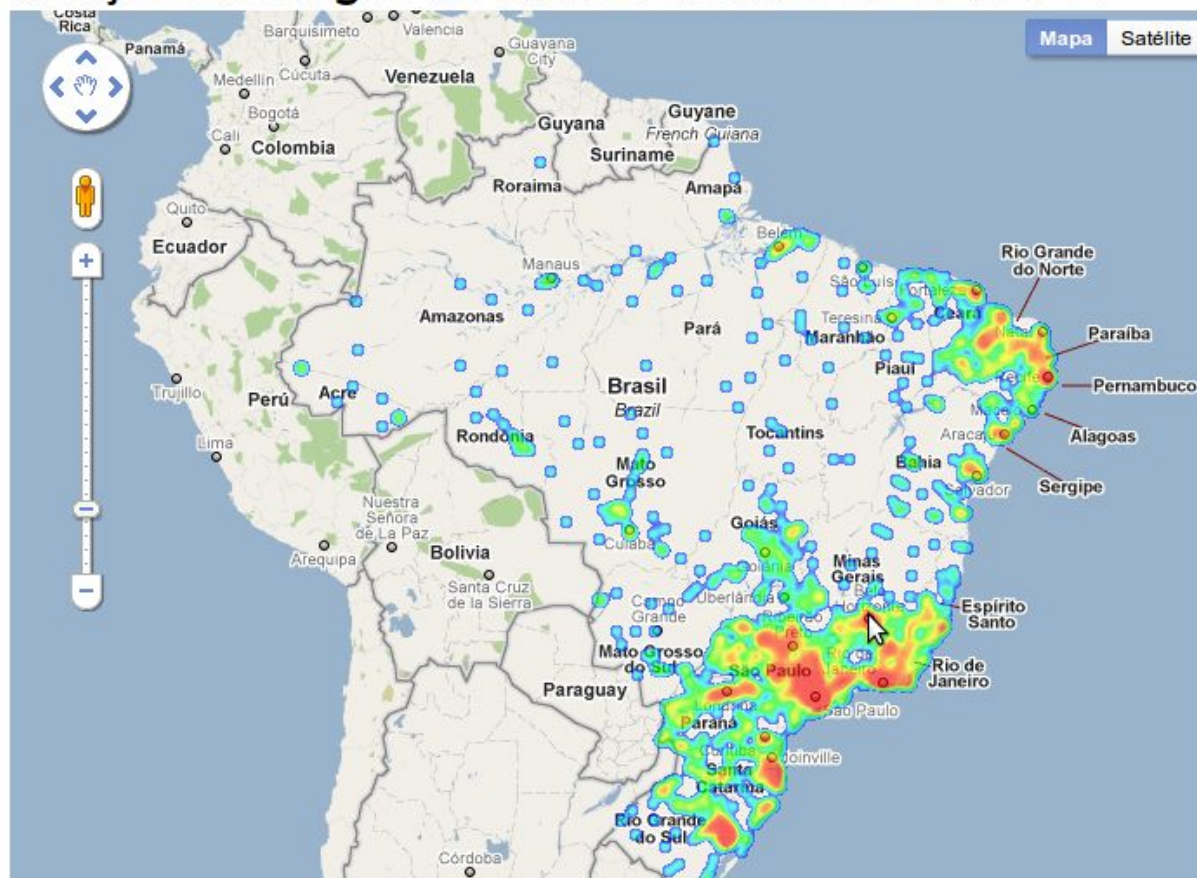 Costa
Rica
Panamá
Barquisimeto
Valencia
Guayana
City
Mapa
Satélite
Medellín
Cúcuta
Venezuela
Bogotá
Cali
Colombia
Guyana
Guyane
French Guiana
Suriname
Roraima
Amapá
Quito
Ecuador
Belém
Rio Grande
do Norte
Manaus
São Luís
Fortaleza
Ceará
Amazonas
Pará
Teresina
Maranhão
Natal
Paraíba
Piauí
Trujillo
Perú
Acre
Brasil
Brazil
Recife
Pernambuco
Maceió
Lima
Rondônia
Tocantins
Aracaju
Alagoas
Mato
Grosso
Bahia
Sergipe
Salvador
Nuestra
Señora
de La Paz
Goiás
Cuiabá
Arequipa
Bolivia
Goiânia
Minas
Gerais
Santa Cruz
de la Sierra
Campo
Grande
Uberlândia
Belo
Horizonte
Espírito
Santo
Ribeirão
Preto
Mato Grosso
do Sul
São Paulo
Rio de
Janeiro
Rio de
Janeiro
Paraguay
Londrina
São Paulo
Paraná
Curitiba
Joinville
Santa
Catarina
Rio Grande
do Sul
Córdoba